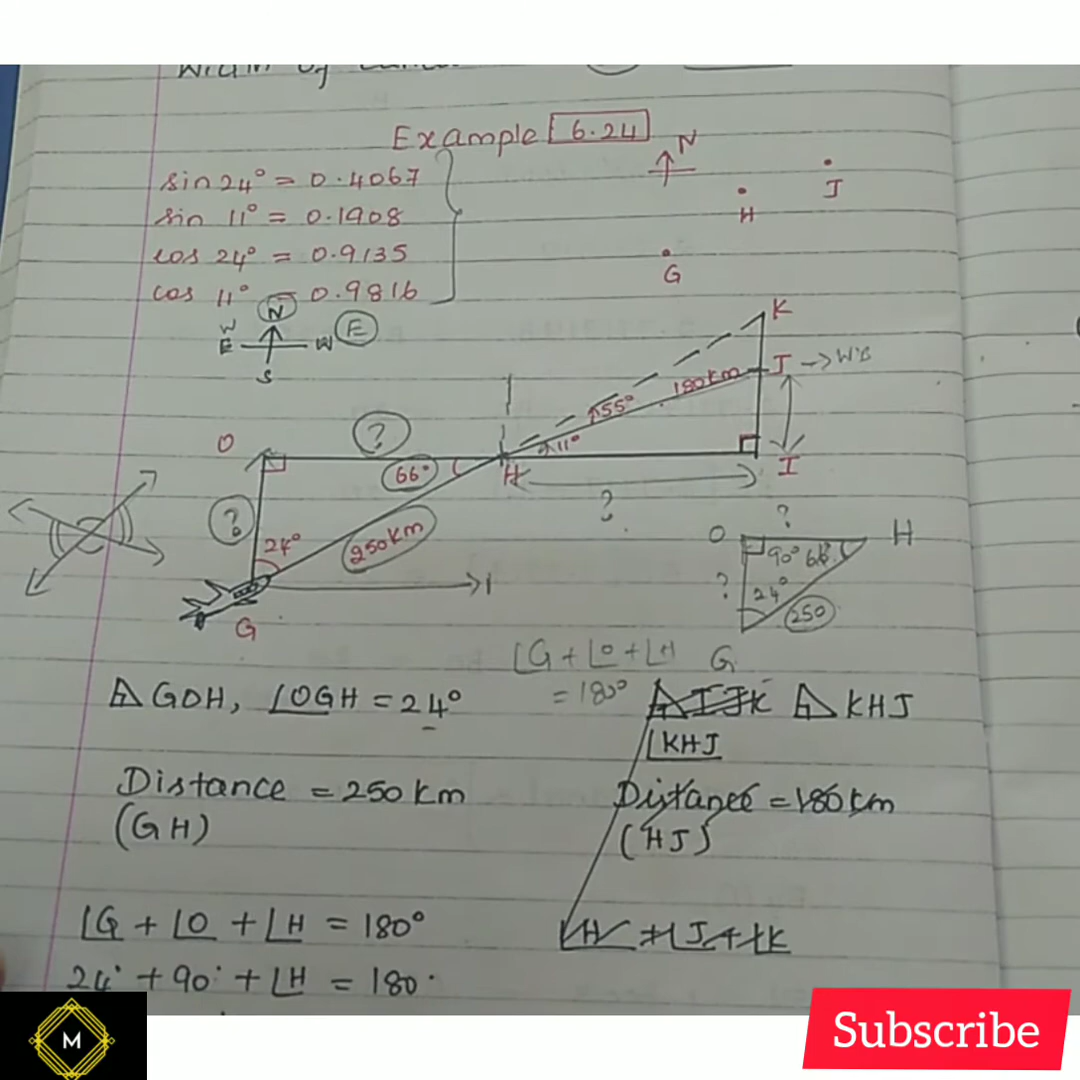 Example 6.24
sin 24° = 0.4067
sin 11° = 0.1908
cos 24° = 0.9135
cos 11° = 0.9816
N
J
H
G
N
W
E
W
E
S
K
J → W'B
180 km
55°
11°
O
?
66°
H
I
?
?
24°
250 km
G
?
O
H
90°
?
24°
250
G
∠G + ∠O + ∠H
= 180°
△ GOH, ∠OGH = 24°
△ IJK △ KHJ
∠KHJ
Distance = 250 km
(GH)
Distance = 180 km
(HJ)
∠G + ∠O + ∠H = 180°
∠H + ∠J + ∠K
24° + 90° + ∠H = 180°
M
Subscribe